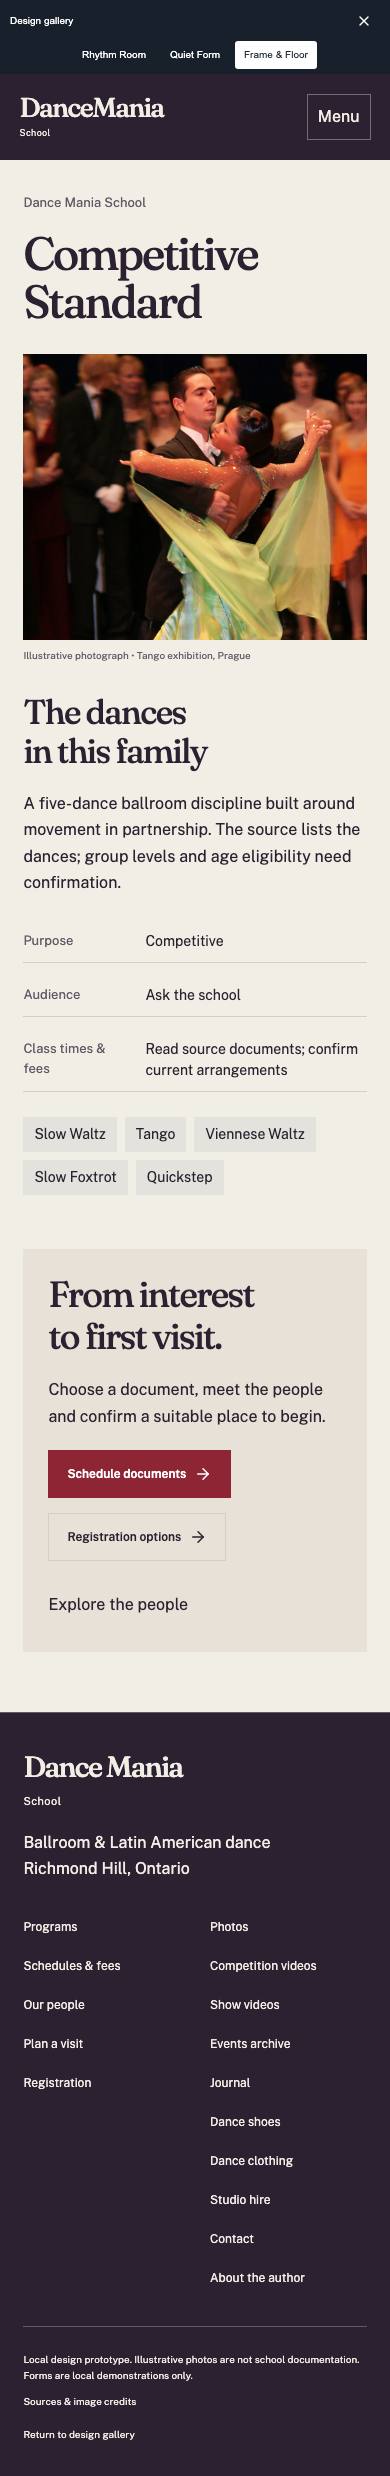 Design gallery
Rhythm Room Quiet Form Frame & Floor
DanceMania
School
Menu
Dance Mania School
Competitive
Standard
Illustrative photograph • Tango exhibition, Prague
The dances
in this family
A five-dance ballroom discipline built around
movement in partnership. The source lists the
dances; group levels and age eligibility need
confirmation.
Purpose Competitive
Audience Ask the school
Class times & Read source documents; confirm
fees current arrangements
Slow Waltz Tango Viennese Waltz
Slow Foxtrot Quickstep
From interest
to first visit.
Choose a document, meet the people
and confirm a suitable place to begin.
Schedule documents →
Registration options →
Explore the people
Dance Mania
School
Ballroom & Latin American dance
Richmond Hill, Ontario
Programs
Schedules & fees
Our people
Plan a visit
Registration
Photos
Competition videos
Show videos
Events archive
Journal
Dance shoes
Dance clothing
Studio hire
Contact
About the author
Local design prototype. Illustrative photos are not school documentation.
Forms are local demonstrations only.
Sources & image credits
Return to design gallery